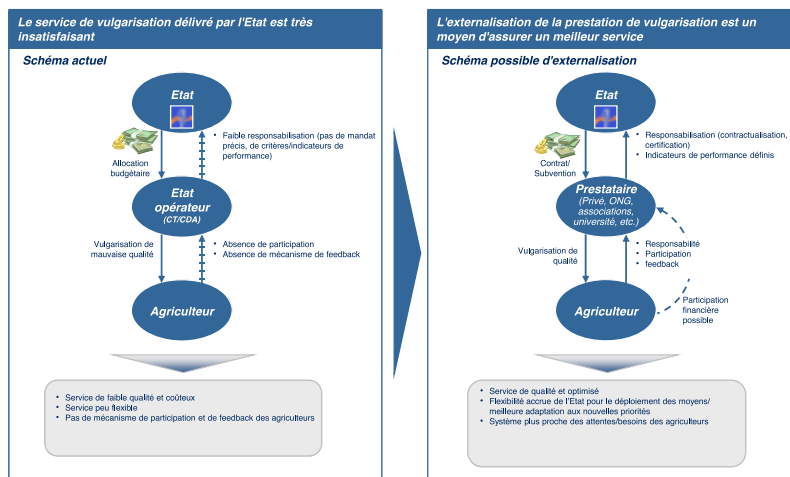 Le service de vulgarisation délivré par l'Etat est très
insatisfaisant
Schéma actuel
Etat
• Faible responsabilisation (pas de mandat
précis, de critères/indicateurs de
performance)
Allocation
budgétaire
Etat
opérateur
(CT/CDA)
Vulgarisation de
mauvaise qualité
• Absence de participation
• Absence de mécanisme de feedback
Agriculteur
• Service de faible qualité et coûteux
• Service peu flexible
• Pas de mécanisme de participation et de feedback des agriculteurs
L'externalisation de la prestation de vulgarisation est un
moyen d'assurer un meilleur service
Schéma possible d'externalisation
Etat
• Responsabilisation (contractualisation,
certification)
• Indicateurs de performance définis
Contrat/
Subvention
Prestataire
(Privé, ONG,
associations,
université, etc.)
Vulgarisation de
qualité
• Responsabilité
• Participation
• feedback
Agriculteur
Participation
financière
possible
• Service de qualité et optimisé
• Flexibilité accrue de l'Etat pour le déploiement des moyens/
meilleure adaptation aux nouvelles priorités
• Système plus proche des attentes/besoins des agriculteurs